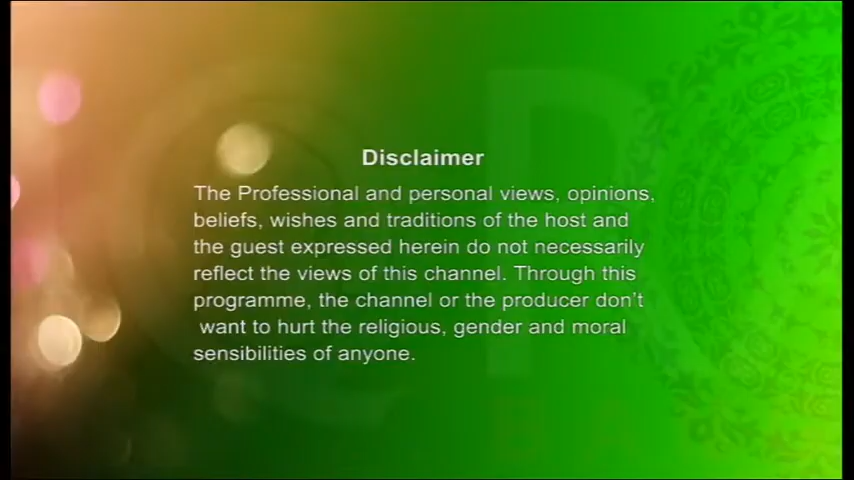 Disclaimer
The Professional and personal views, opinions,
beliefs, wishes and traditions of the host and
the guest expressed herein do not necessarily
reflect the views of this channel. Through this
programme, the channel or the producer don't
want to hurt the religious, gender and moral
sensibilities of anyone.